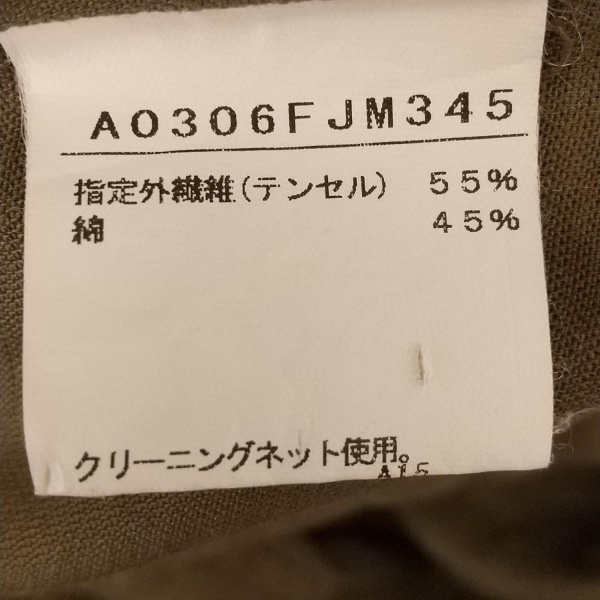 A0306FJM345
指定外繊維(テンセル) 55%
綿 45%
クリーニングネット使用。
A15